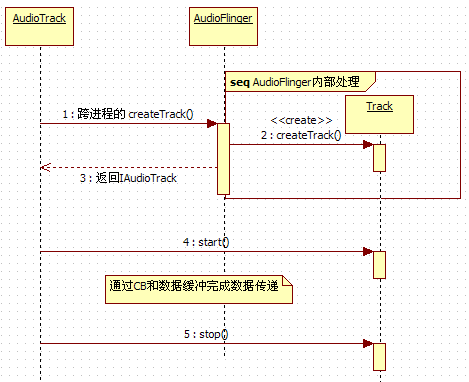 AudioTrack
AudioFlinger
seq AudioFlinger内部处理
Track
1 : 跨进程的 createTrack()
<<create>>
2 : createTrack()
3 : 返回IAudioTrack
4 : start()
通过CB和数据缓冲完成数据传递
5 : stop()